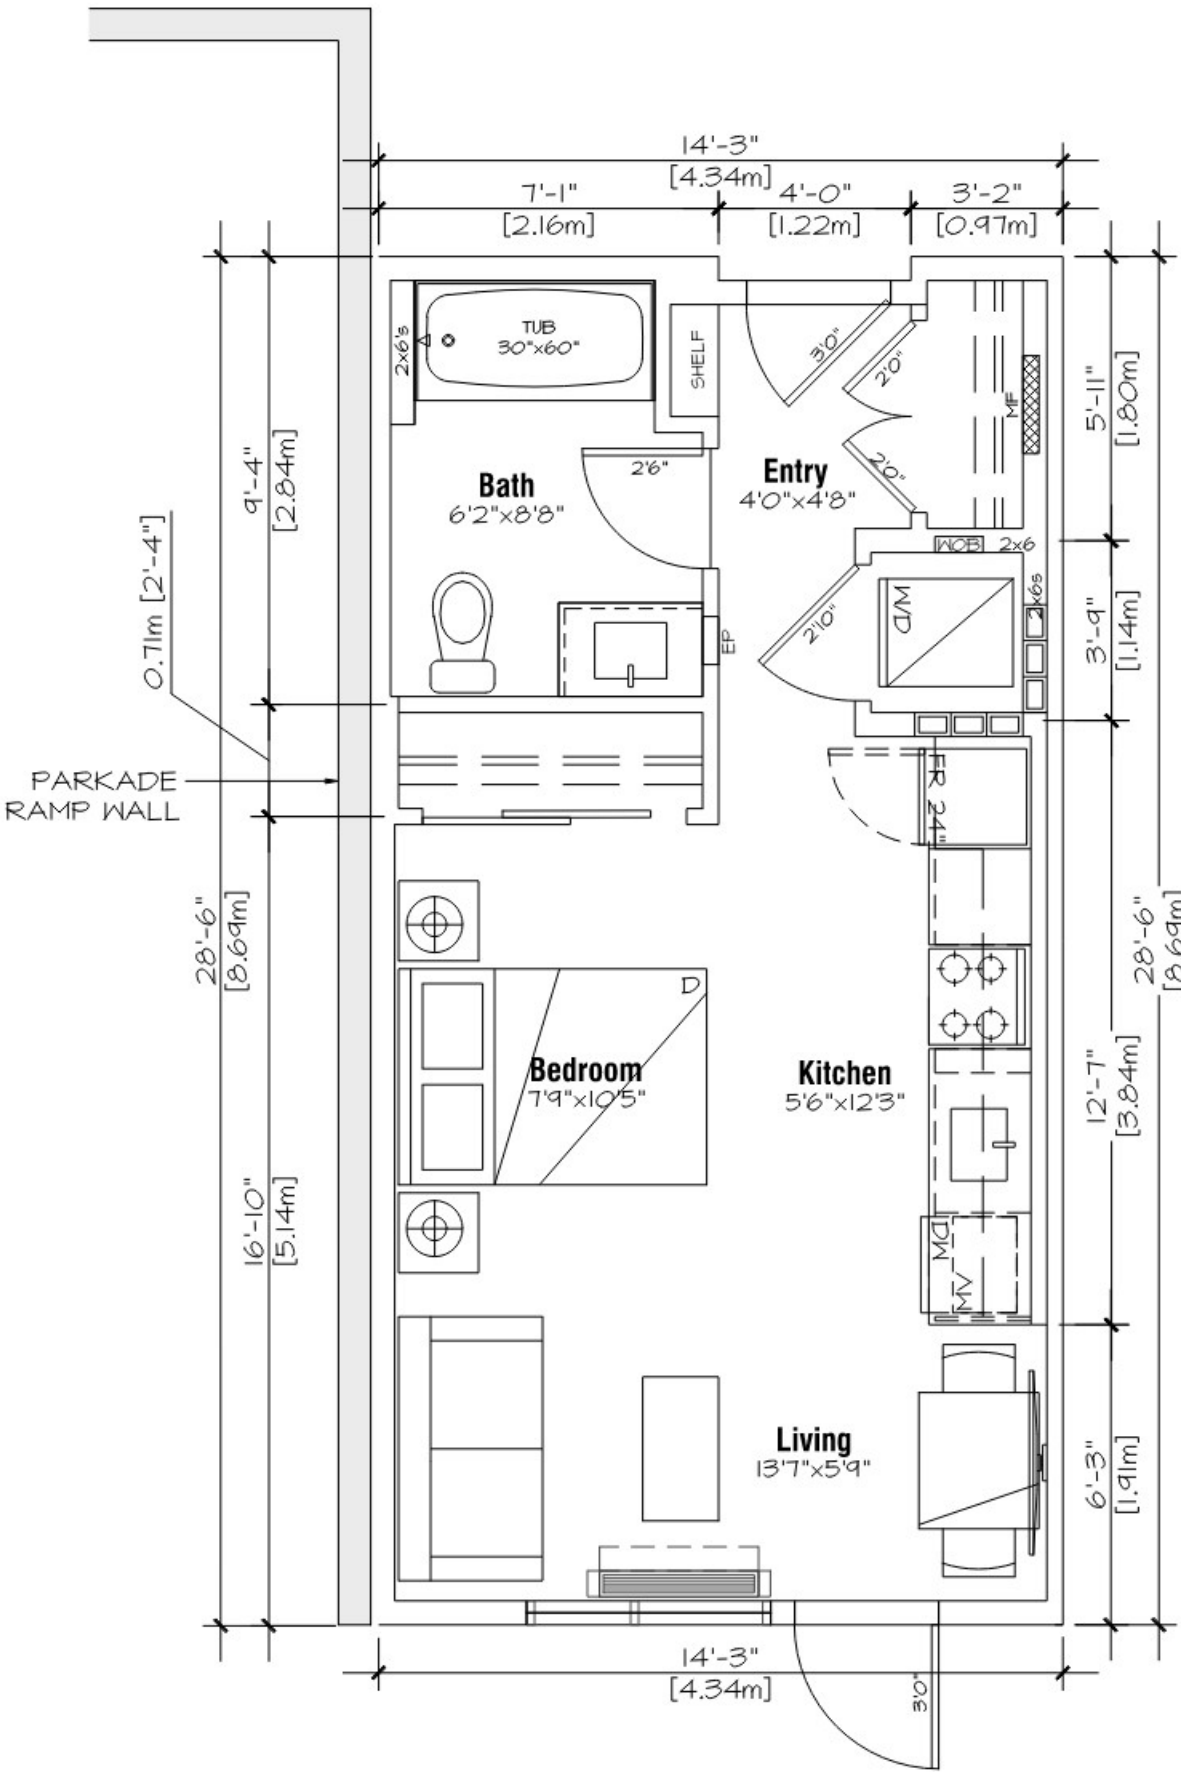 14'-3"
[4.34m]
7'-1"
[2.16m]
4'-0"
[1.22m]
3'-2"
[0.97m]
TUB
30"x60"
2x6's
SHELF
3'0"
2'0"
2'0"
MF
5'-11"
[1.80m]
9'-4"
[2.84m]
2'6"
Bath
6'2"x8'8"
Entry
4'0"x4'8"
WOB
2x6
2x6s
W/D
2'10"
EP
3'-9"
[1.14m]
0.71m [2'-4"]
PARKADE
RAMP WALL
FR 24"
28'-6"
[8.69m]
28'-6"
[8.69m]
D
Bedroom
7'9"x10'5"
Kitchen
5'6"x12'3"
12'-7"
[3.84m]
16'-10"
[5.14m]
DW
MW
Living
13'7"x5'9"
6'-3"
[1.91m]
14'-3"
[4.34m]
3'0"